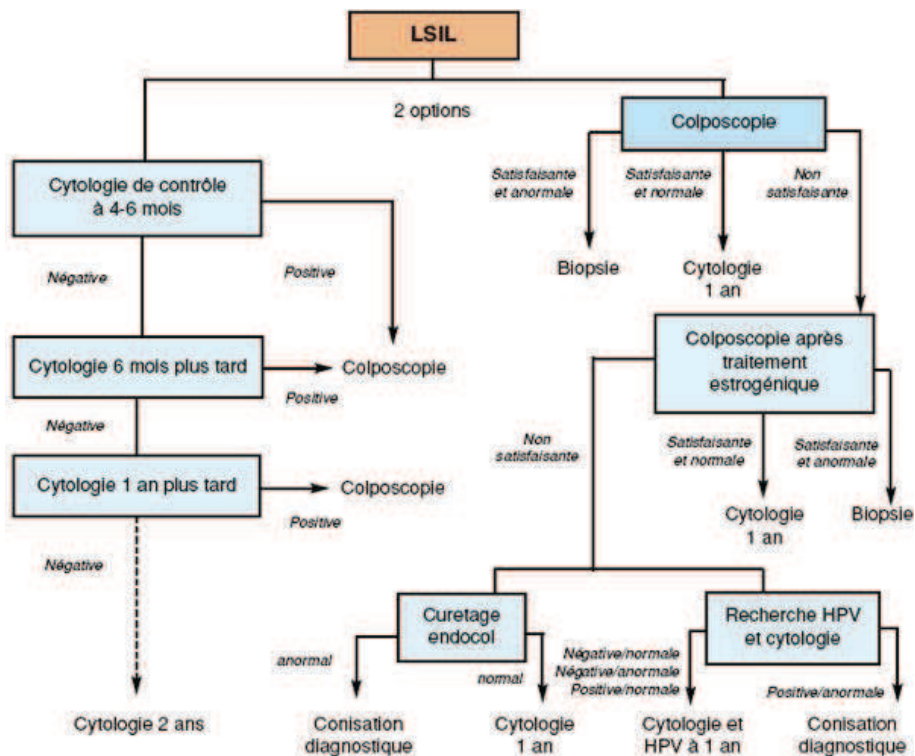 LSIL
2 options
Colposcopie
Cytologie de contrôle
à 4-6 mois
Satisfaisante
et anormale
Satisfaisante
et normale
Non
satisfaisante
Négative
Positive
Biopsie
Cytologie
1 an
Cytologie 6 mois plus tard
Positive
Colposcopie
Colposcopie après
traitement
estrogénique
Négative
Non
satisfaisante
Satisfaisante
et normale
Satisfaisante
et anormale
Cytologie 1 an plus tard
Positive
Colposcopie
Cytologie
1 an
Biopsie
Négative
Curetage
endocol
Recherche HPV
et cytologie
anormal
normal
Négative/normale
Négative/anormale
Positive/normale
Positive/anormale
Cytologie 2 ans
Conisation
diagnostique
Cytologie
1 an
Cytologie et
HPV à 1 an
Conisation
diagnostique